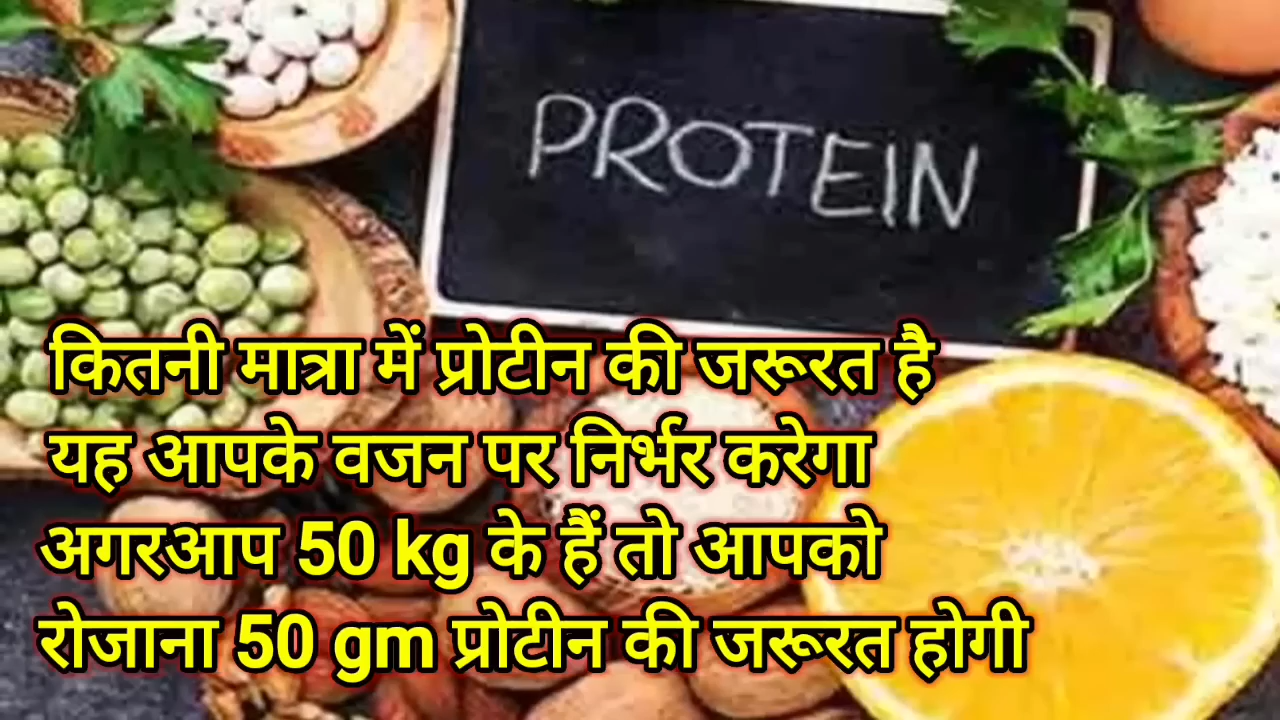 PROTEIN
कितनी मात्रा में प्रोटीन की जरूरत है
यह आपके वजन पर निर्भर करेगा
अगरआप 50 kg के हैं तो आपको
रोजाना 50 gm प्रोटीन की जरूरत होगी